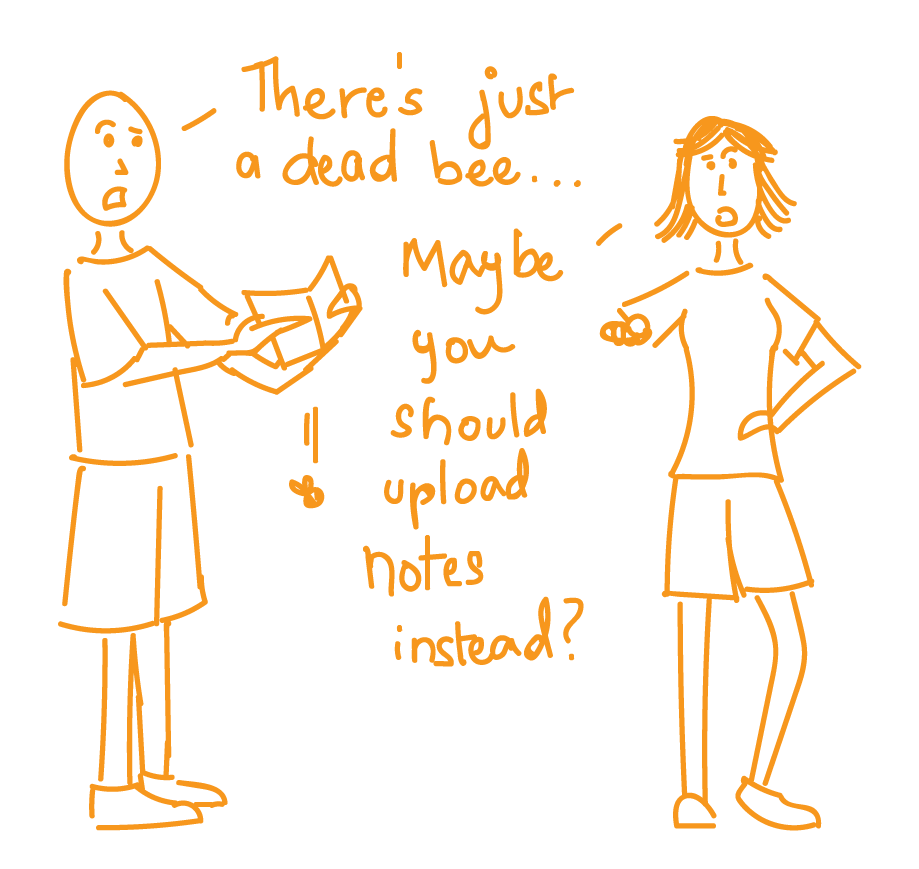 There's just
a dead bee...
Maybe
you
should
upload
notes
instead?